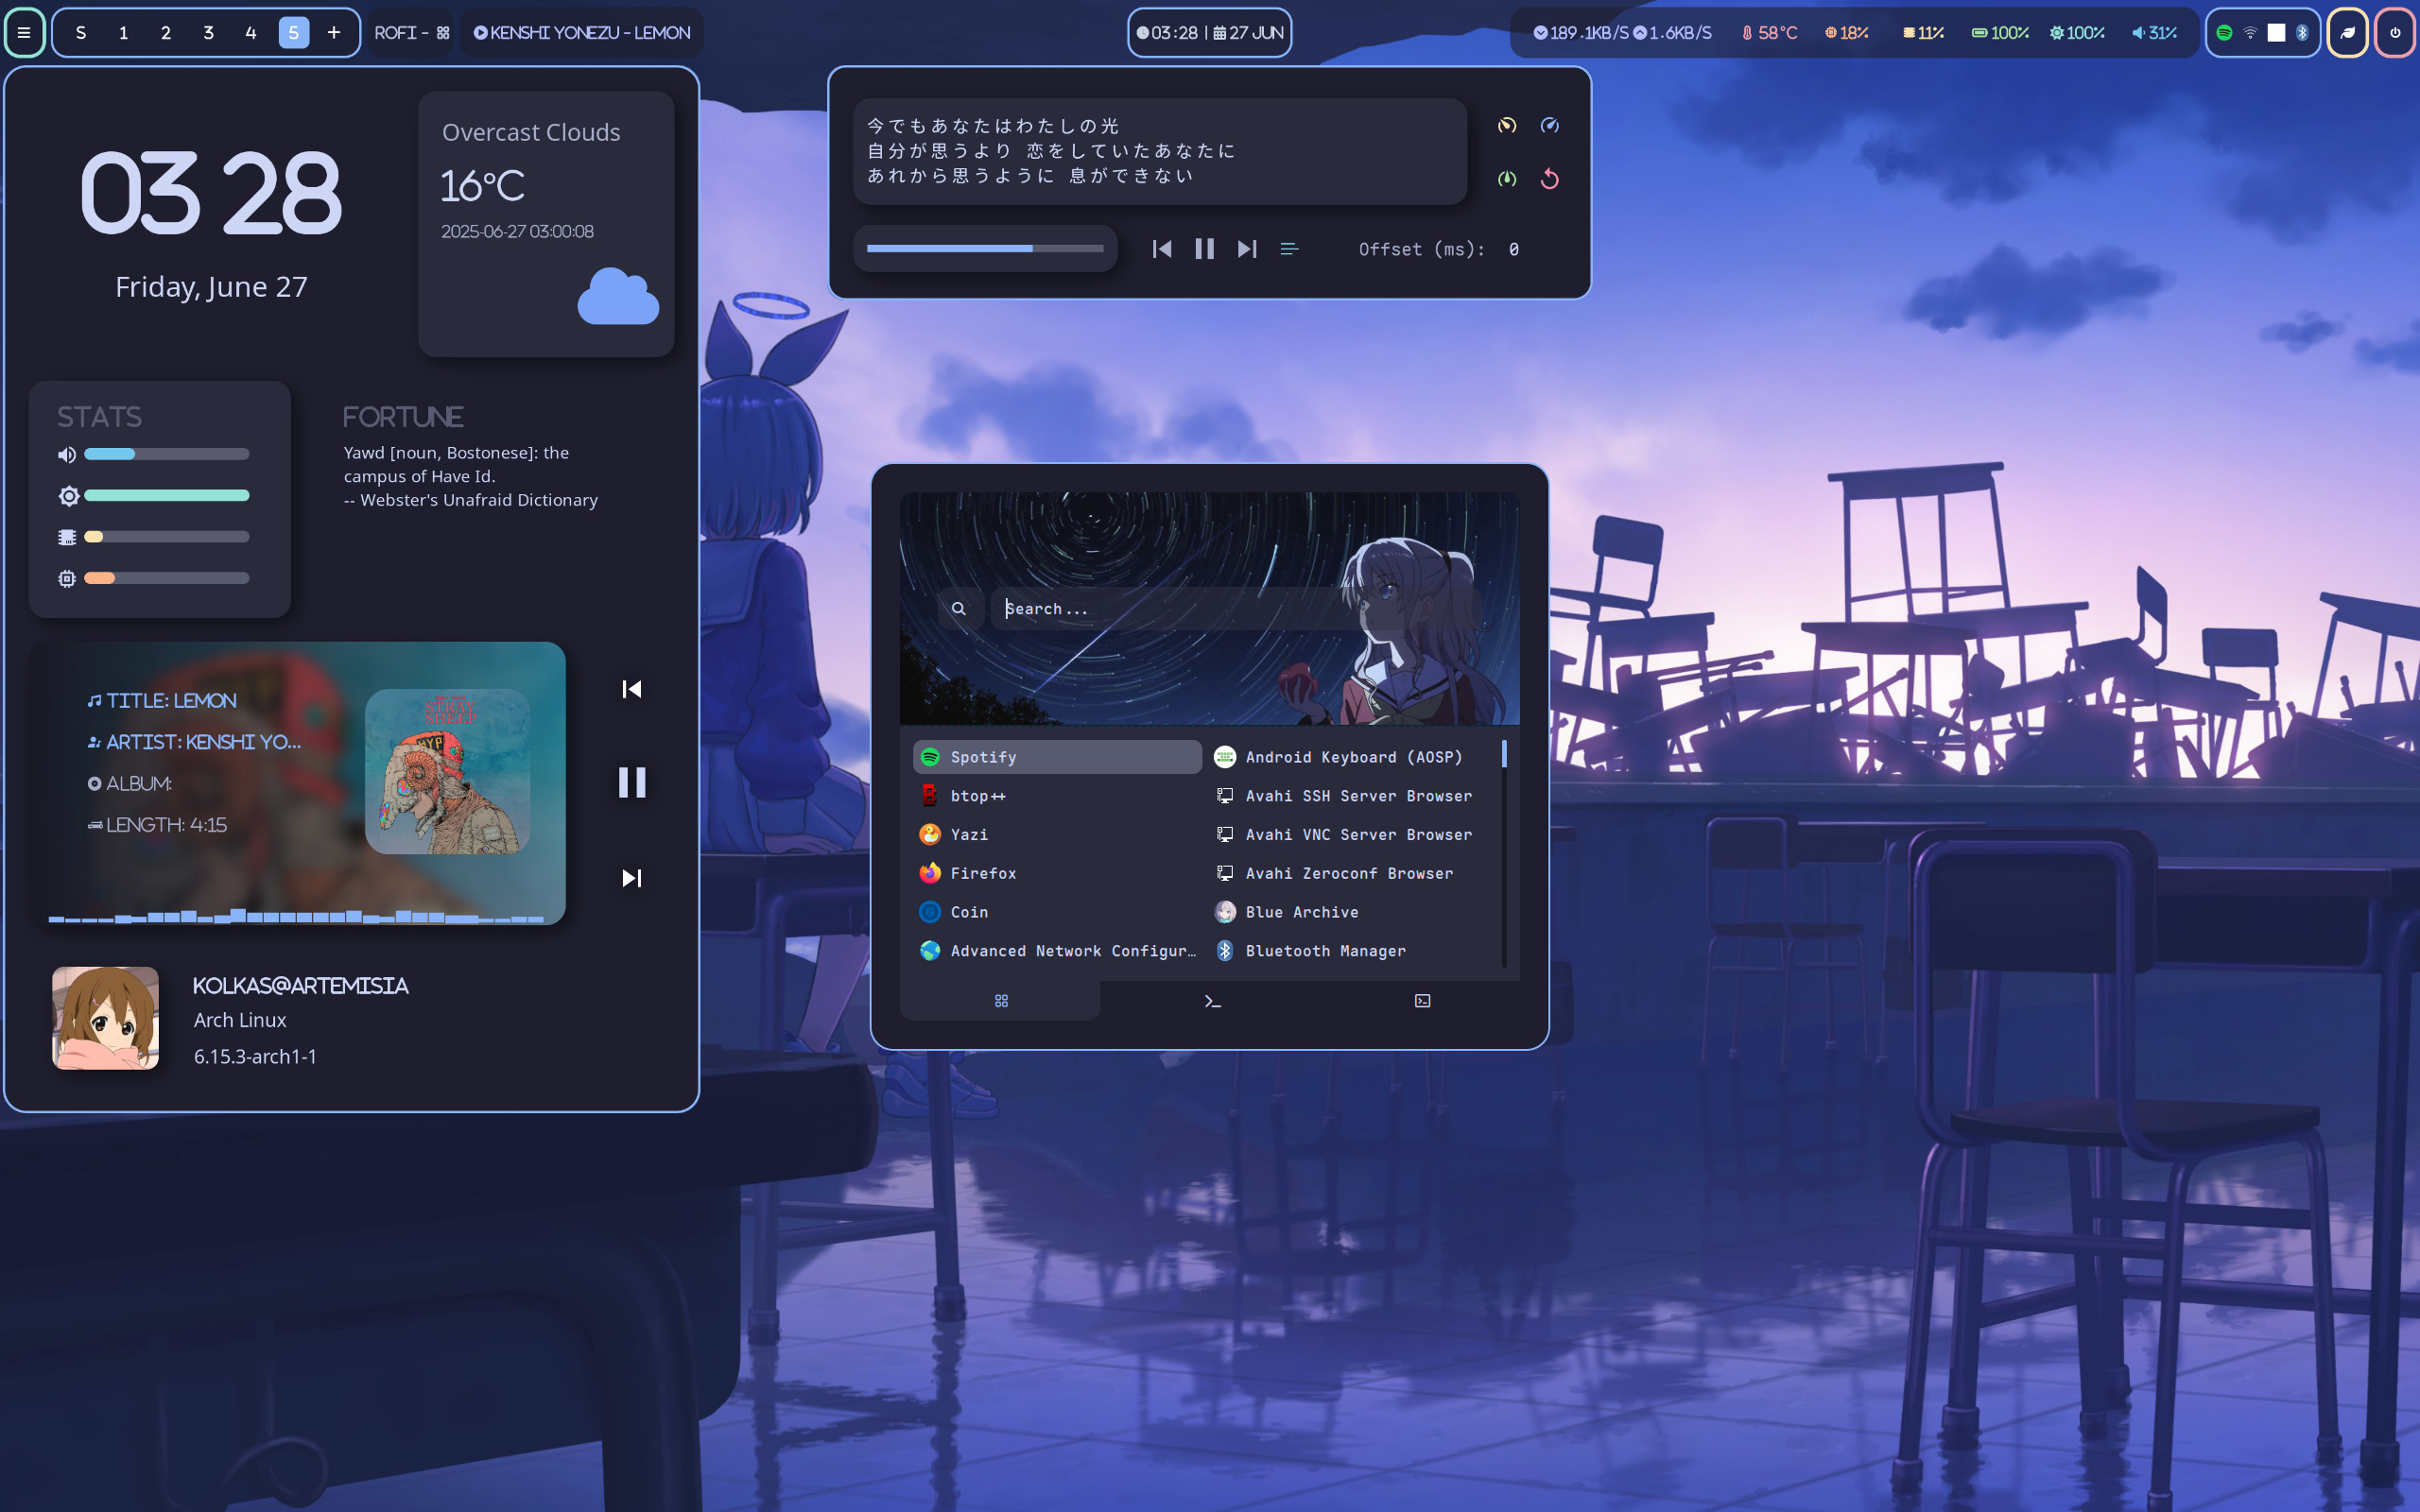 S 1 2 3 4 5 +
ROFI -
KENSHI YONEZU - LEMON
03:28 | 27 JUN
189.1KB/S 1.6KB/S 58°C 18% 11% 100% 100% 31%
03 28
Friday, June 27
Overcast Clouds
16°C
2025-06-27 03:00:08
STATS
FORTUNE
Yawd [noun, Bostonese]: the
campus of Have Id.
-- Webster's Unafraid Dictionary
TITLE: LEMON
ARTIST: KENSHI YO...
ALBUM:
LENGTH: 4:15
STRAY
SHEEP
HYP
KOLKAS@ARTEMISIA
Arch Linux
6.15.3-arch1-1
今でもあなたはわたしの光
自分が思うより 恋をしていたあなたに
あれから思うように 息ができない
Offset (ms): 0
Search...
Spotify
btop++
Yazi
Firefox
Coin
Advanced Network Configur…
Android Keyboard (AOSP)
Avahi SSH Server Browser
Avahi VNC Server Browser
Avahi Zeroconf Browser
Blue Archive
Bluetooth Manager